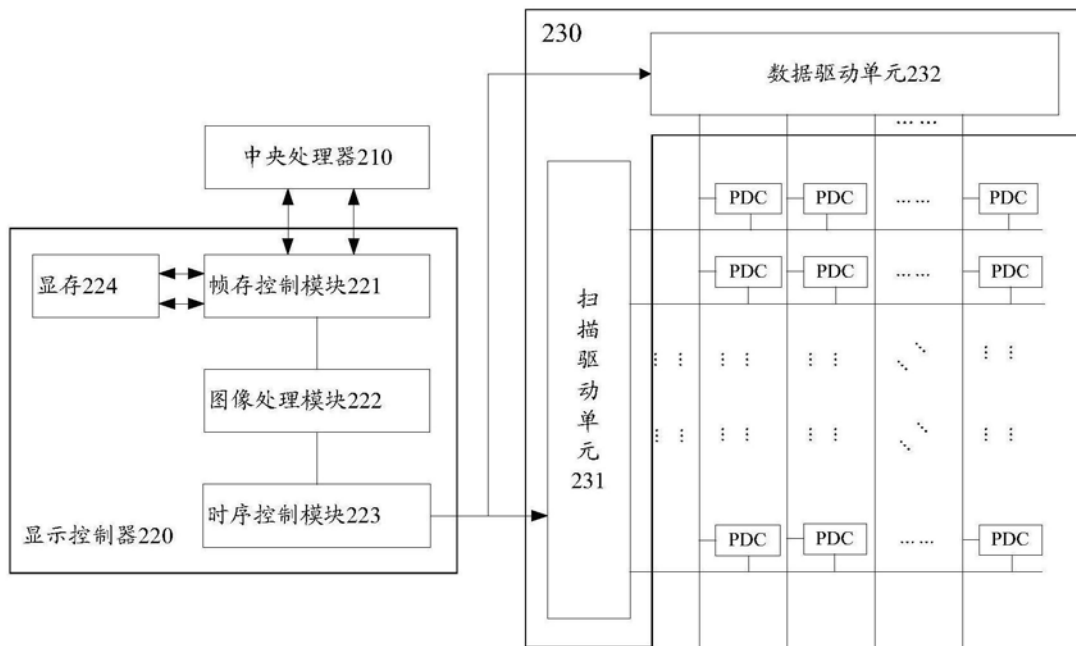 230
数据驱动单元232
……
中央处理器210
PDC PDC …… PDC
显存224
帧存控制模块221
PDC PDC …… PDC
扫描驱动单元231
图像处理模块222
时序控制模块223
显示控制器220
PDC PDC …… PDC